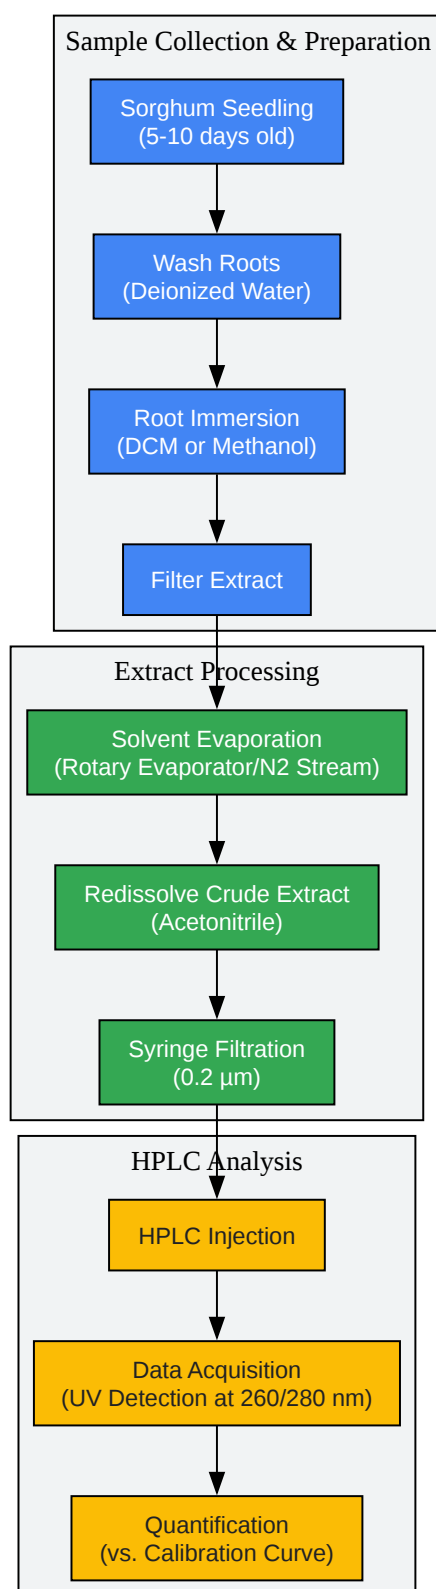 Sample Collection & Preparation
Sorghum Seedling
(5-10 days old)
Wash Roots
(Deionized Water)
Root Immersion
(DCM or Methanol)
Filter Extract
Extract Processing
Solvent Evaporation
(Rotary Evaporator/N2 Stream)
Redissolve Crude Extract
(Acetonitrile)
Syringe Filtration
(0.2 µm)
HPLC Analysis
HPLC Injection
Data Acquisition
(UV Detection at 260/280 nm)
Quantification
(vs. Calibration Curve)